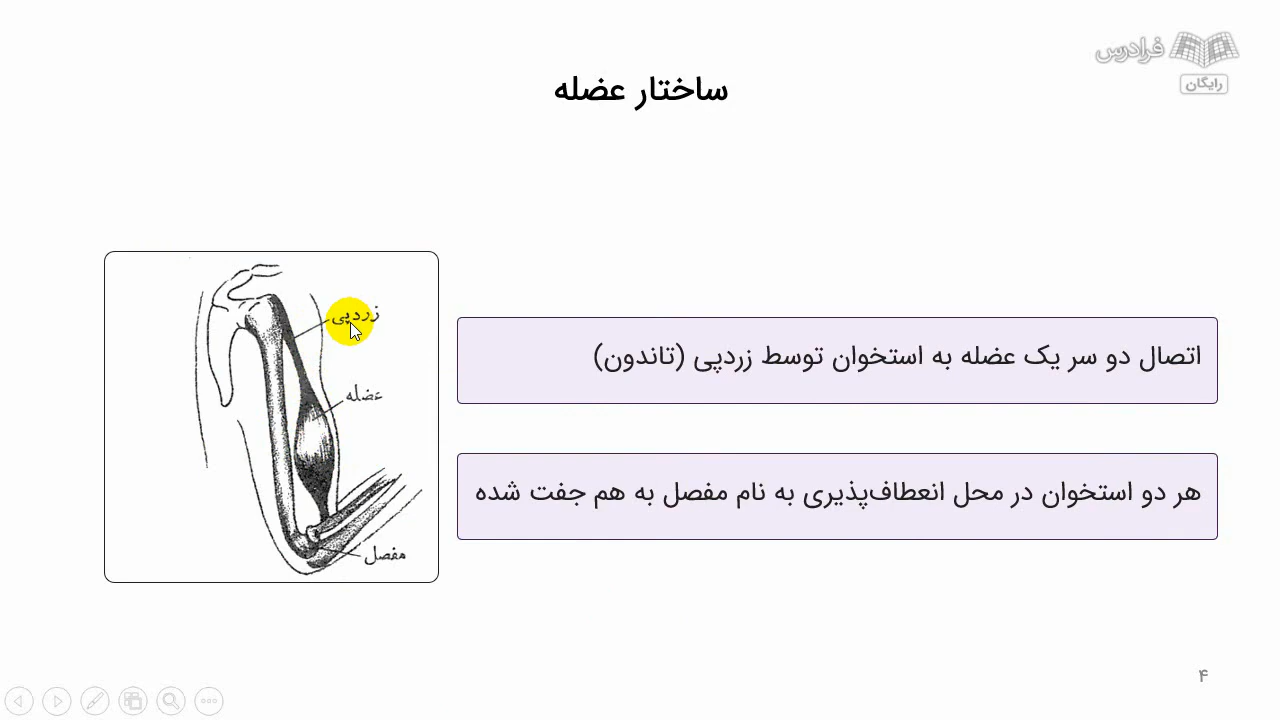 فرادرس
رایگان
ساختار عضله
زردپی
عضله
مفصل
اتصال دو سر یک عضله به استخوان توسط زردپی (تاندون)
هر دو استخوان در محل انعطاف‌پذیری به نام مفصل به هم جفت شده
۴